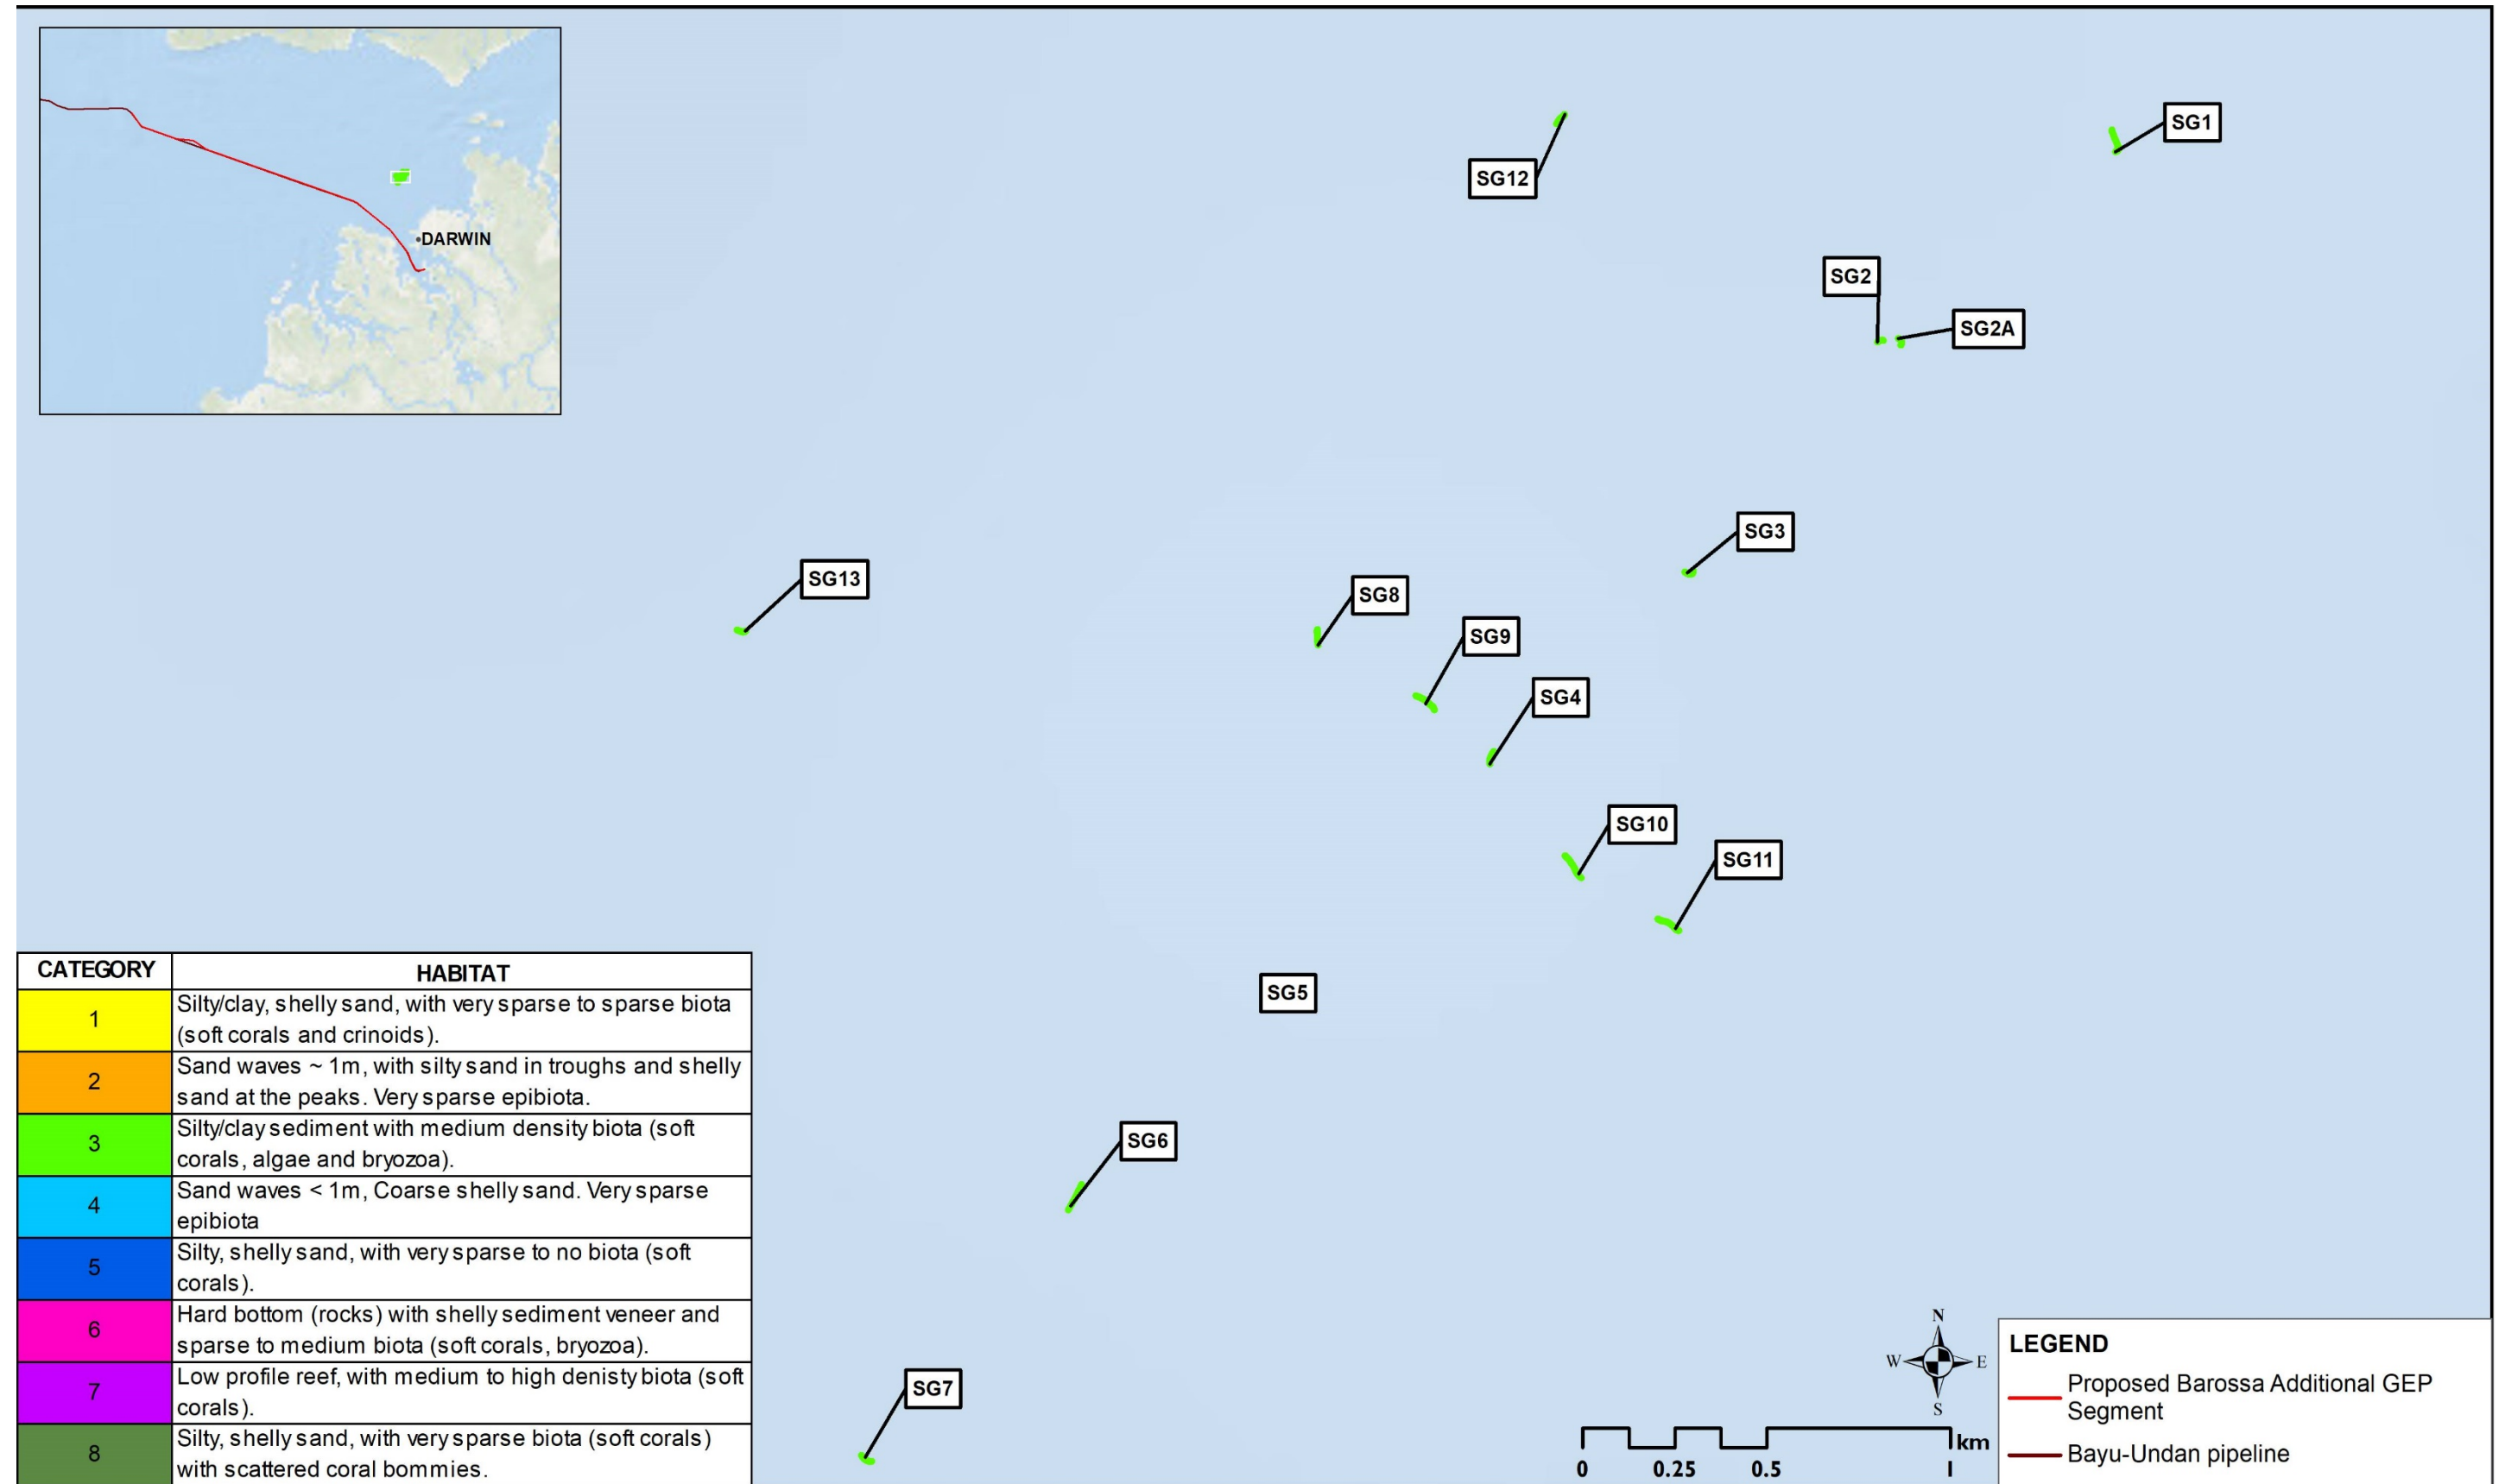 DARWIN
SG1
SG12
SG2
SG2A
SG3
SG13
SG8
SG9
SG4
SG10
SG11
SG5
SG6
SG7
CATEGORY HABITAT
1 Silty/clay, shelly sand, with very sparse to sparse biota
(soft corals and crinoids).
2 Sand waves ~ 1m, with silty sand in troughs and shelly
sand at the peaks. Very sparse epibiota.
3 Silty/clay sediment with medium density biota (soft
corals, algae and bryozoa).
4 Sand waves < 1m, Coarse shelly sand. Very sparse
epibiota
5 Silty, shelly sand, with very sparse to no biota (soft
corals).
6 Hard bottom (rocks) with shelly sediment veneer and
sparse to medium biota (soft corals, bryozoa).
7 Low profile reef, with medium to high denisty biota (soft
corals).
8 Silty, shelly sand, with very sparse biota (soft corals)
with scattered coral bommies.
N
W E
S
km
0 0.25 0.5 1
LEGEND
Proposed Barossa Additional GEP
Segment
Bayu-Undan pipeline